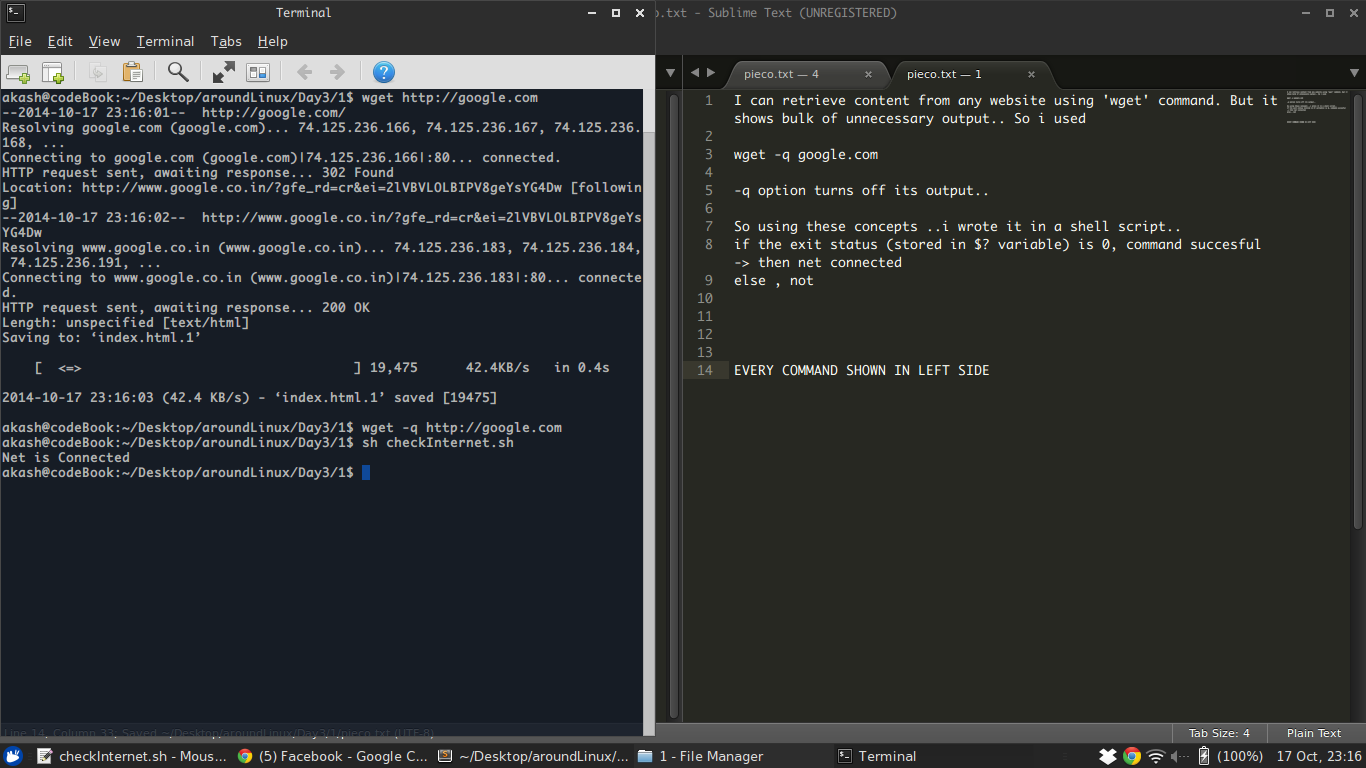 Terminal
File Edit View Terminal Tabs Help
akash@codeBook:~/Desktop/aroundLinux/Day3/1$ wget http://google.com
--2014-10-17 23:16:01--  http://google.com/
Resolving google.com (google.com)... 74.125.236.166, 74.125.236.167, 74.125.236.
168, ...
Connecting to google.com (google.com)|74.125.236.166|:80... connected.
HTTP request sent, awaiting response... 302 Found
Location: http://www.google.co.in/?gfe_rd=cr&ei=2lVBVLOLBIPV8geYsYG4Dw [followin
g]
--2014-10-17 23:16:02--  http://www.google.co.in/?gfe_rd=cr&ei=2lVBVLOLBIPV8geYs
YG4Dw
Resolving www.google.co.in (www.google.co.in)... 74.125.236.183, 74.125.236.184,
 74.125.236.191, ...
Connecting to www.google.co.in (www.google.co.in)|74.125.236.183|:80... connecte
d.
HTTP request sent, awaiting response... 200 OK
Length: unspecified [text/html]
Saving to: ‘index.html.1’
[ <=> ] 19,475 42.4KB/s in 0.4s
2014-10-17 23:16:03 (42.4 KB/s) - ‘index.html.1’ saved [19475]
akash@codeBook:~/Desktop/aroundLinux/Day3/1$ wget -q http://google.com
akash@codeBook:~/Desktop/aroundLinux/Day3/1$ sh checkInternet.sh
Net is Connected
akash@codeBook:~/Desktop/aroundLinux/Day3/1$
Line 14, Column 33; Saved ~/Desktop/aroundLinux/Day3/1/pieco.txt (UTF-8)
o.txt - Sublime Text (UNREGISTERED)
pieco.txt — 4 × pieco.txt — 1 ×
1 I can retrieve content from any website using 'wget' command. But it
shows bulk of unnecessary output.. So i used
2
3 wget -q google.com
4
5 -q option turns off its output..
6
7 So using these concepts ..i wrote it in a shell script..
8 if the exit status (stored in $? variable) is 0, command succesful
-> then net connected
9 else , not
10
11
12
13
14 EVERY COMMAND SHOWN IN LEFT SIDE
Tab Size: 4 Plain Text
checkInternet.sh - Mous... (5) Facebook - Google C... ~/Desktop/aroundLinux/... 1 - File Manager Terminal (100%) 17 Oct, 23:16